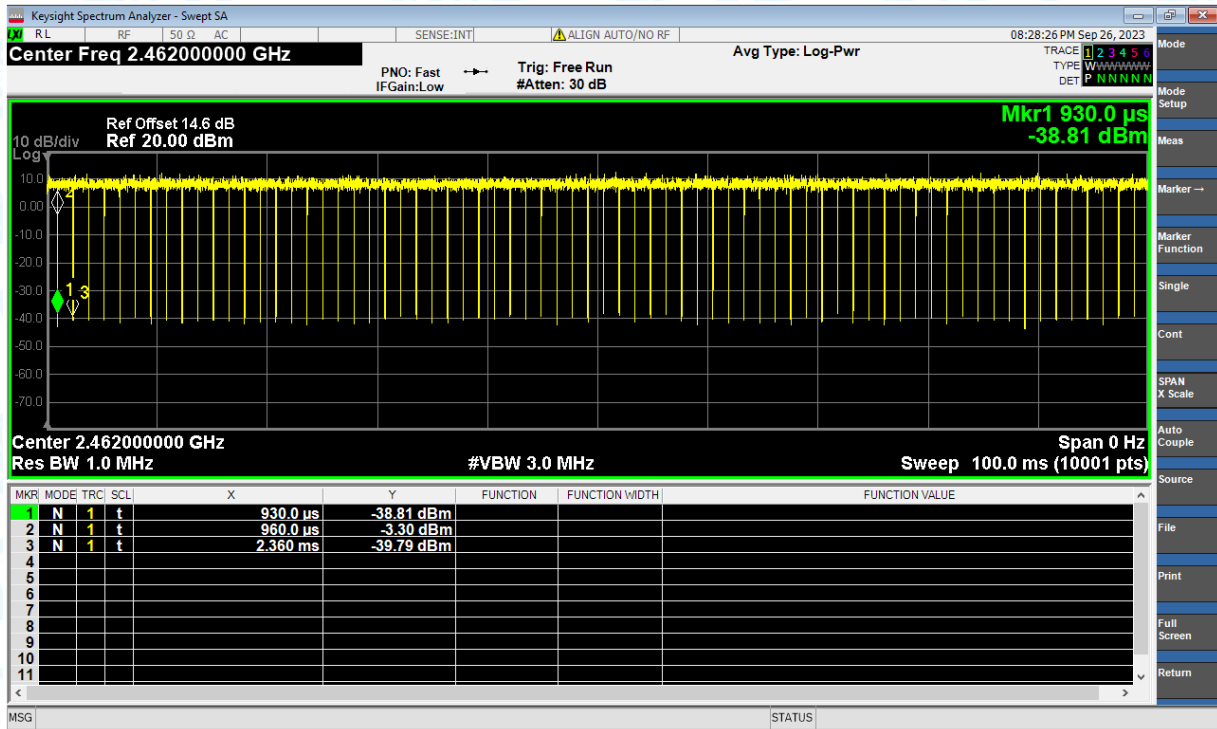 Keysight Spectrum Analyzer - Swept SA
LXI RL RF 50 Ω AC SENSE:INT ALIGN AUTO/NO RF 08:28:26 PM Sep 26, 2023
Center Freq 2.462000000 GHz
PNO: Fast
IFGain:Low
Trig: Free Run
#Atten: 30 dB
Avg Type: Log-Pwr
TRACE 1 2 3 4 5 6
TYPE WWWWWW
DET P N N N N N
Mkr1 930.0 µs
-38.81 dBm
Ref Offset 14.6 dB
10 dB/div Ref 20.00 dBm
Log
10.0
0.00
-10.0
-20.0
-30.0
-40.0
-50.0
-60.0
-70.0
2
1 3
Center 2.462000000 GHz Span 0 Hz
Res BW 1.0 MHz #VBW 3.0 MHz Sweep 100.0 ms (10001 pts)
MKR MODE TRC SCL X Y FUNCTION FUNCTION WIDTH FUNCTION VALUE
1 N 1 t 930.0 µs -38.81 dBm
2 N 1 t 960.0 µs -3.30 dBm
3 N 1 t 2.360 ms -39.79 dBm
4
5
6
7
8
9
10
11
MSG STATUS
Mode
Mode
Setup
Meas
Marker →
Marker
Function
Single
Cont
SPAN
X Scale
Auto
Couple
Source
File
Print
Full
Screen
Return